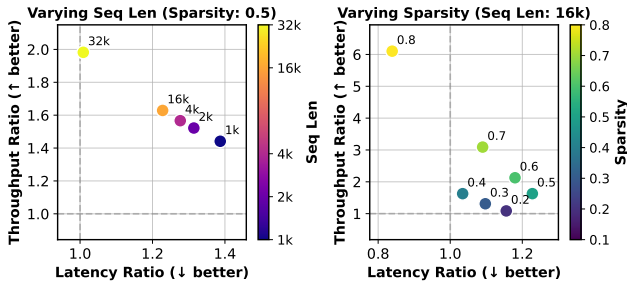 Varying Seq Len (Sparsity: 0.5)
Throughput Ratio (↑ better)
2.0
1.8
1.6
1.4
1.2
1.0
32k
16k
4k
2k
1k
1.0
1.2
1.4
Latency Ratio (↓ better)
32k
16k
4k
2k
1k
Seq Len
Varying Sparsity (Seq Len: 16k)
Throughput Ratio (↑ better)
6
5
4
3
2
1
0.8
0.7
0.6
0.5
0.4
0.3
0.2
0.8
1.0
1.2
Latency Ratio (↓ better)
0.8
0.7
0.6
0.5
0.4
0.3
0.2
0.1
Sparsity